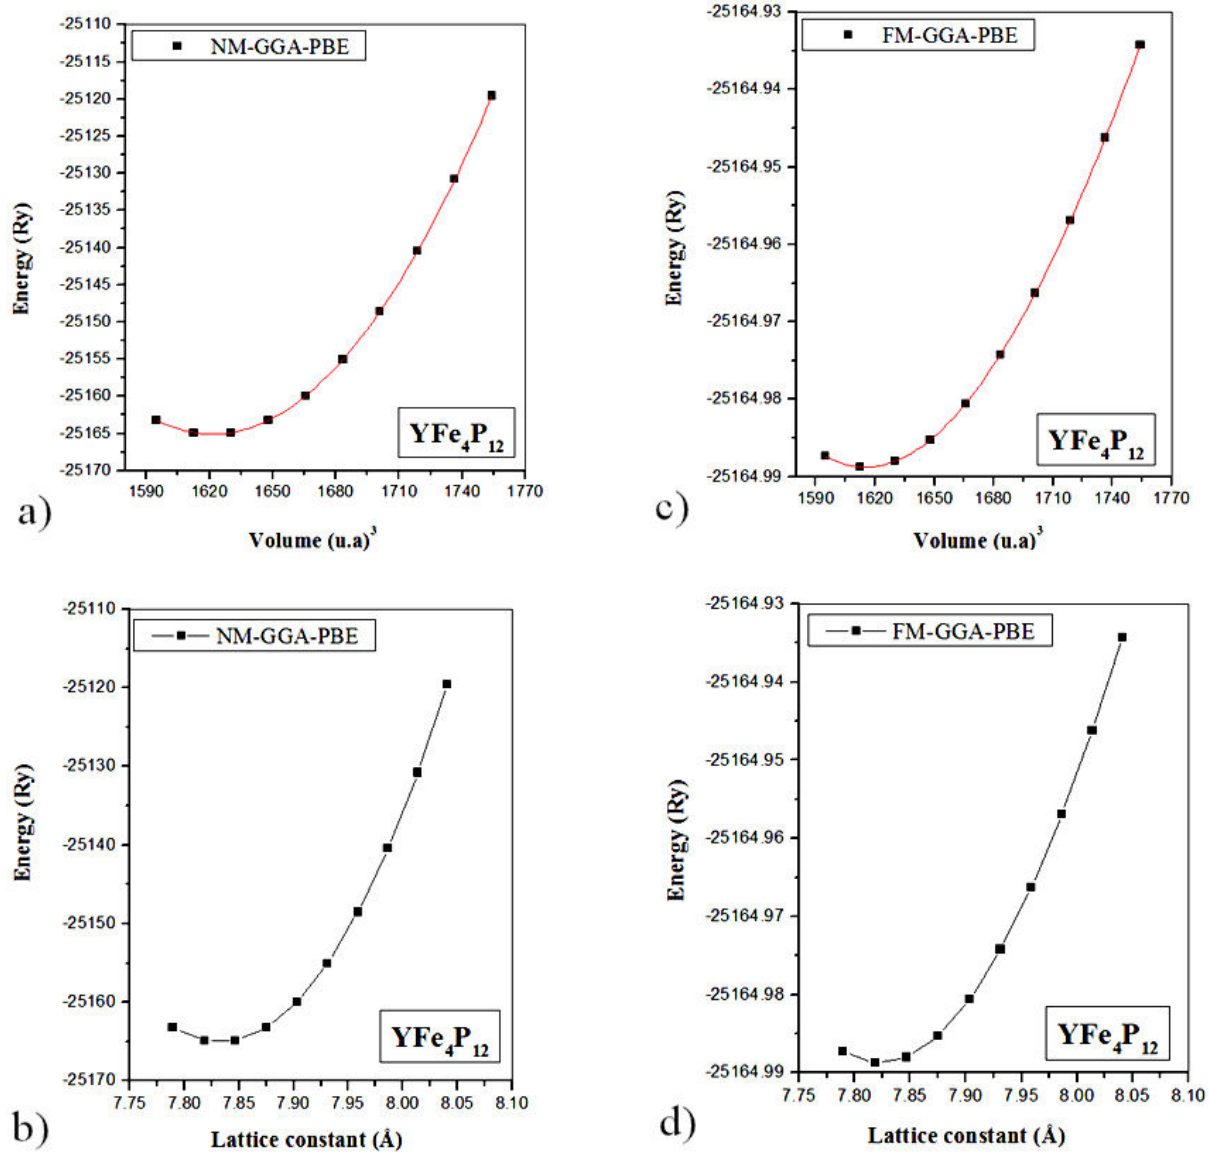 NM-GGA-PBE
Energy (Ry)
-25110
-25115
-25120
-25125
-25130
-25135
-25140
-25145
-25150
-25155
-25160
-25165
-25170
YFe4P12
1590 1620 1650 1680 1710 1740 1770
Volume (u.a)3
a)
FM-GGA-PBE
Energy (Ry)
-25164.93
-25164.94
-25164.95
-25164.96
-25164.97
-25164.98
-25164.99
YFe4P12
1590 1620 1650 1680 1710 1740 1770
Volume (u.a)3
c)
NM-GGA-PBE
Energy (Ry)
-25110
-25120
-25130
-25140
-25150
-25160
-25170
YFe4P12
7.75 7.80 7.85 7.90 7.95 8.00 8.05 8.10
Lattice constant (Å)
b)
FM-GGA-PBE
Energy (Ry)
-25164.93
-25164.94
-25164.95
-25164.96
-25164.97
-25164.98
-25164.99
YFe4P12
7.75 7.80 7.85 7.90 7.95 8.00 8.05 8.10
Lattice constant (Å)
d)